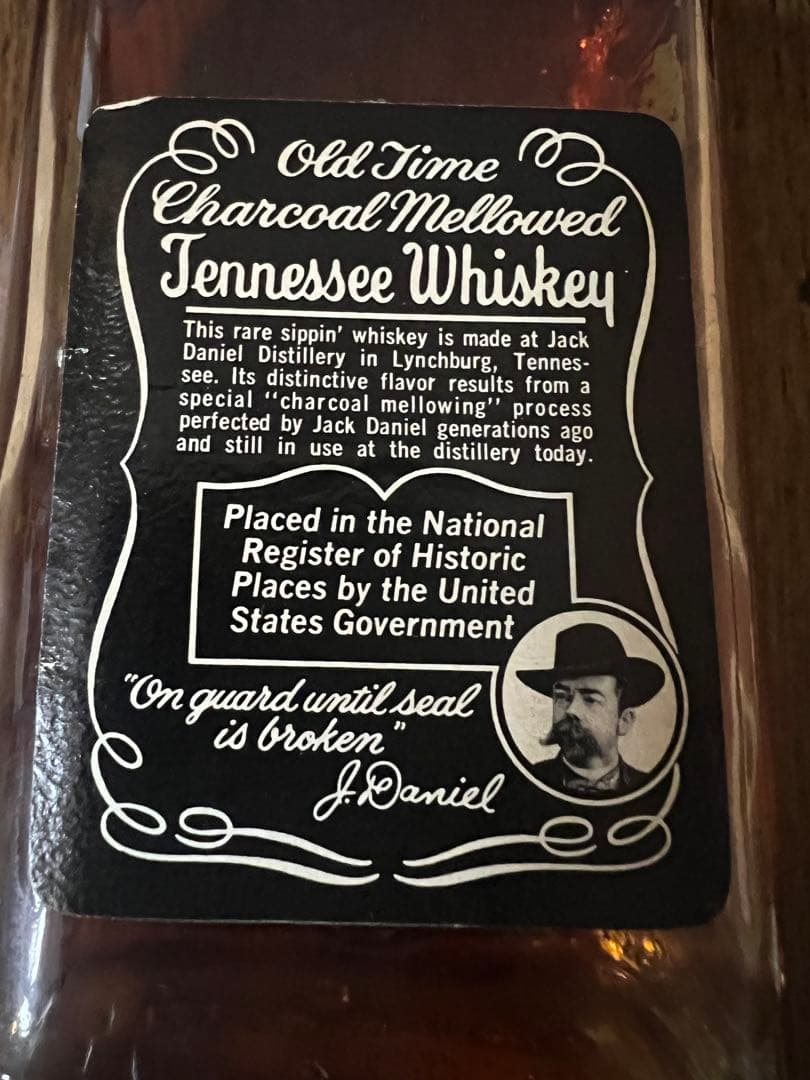 Old Time
Charcoal Mellowed
Tennessee Whiskey
This rare sippin' whiskey is made at Jack
Daniel Distillery in Lynchburg, Tennes-
see. Its distinctive flavor results from a
special "charcoal mellowing" process
perfected by Jack Daniel generations ago
and still in use at the distillery today.
Placed in the National
Register of Historic
Places by the United
States Government
"On guard until seal
is broken"
J. Daniel